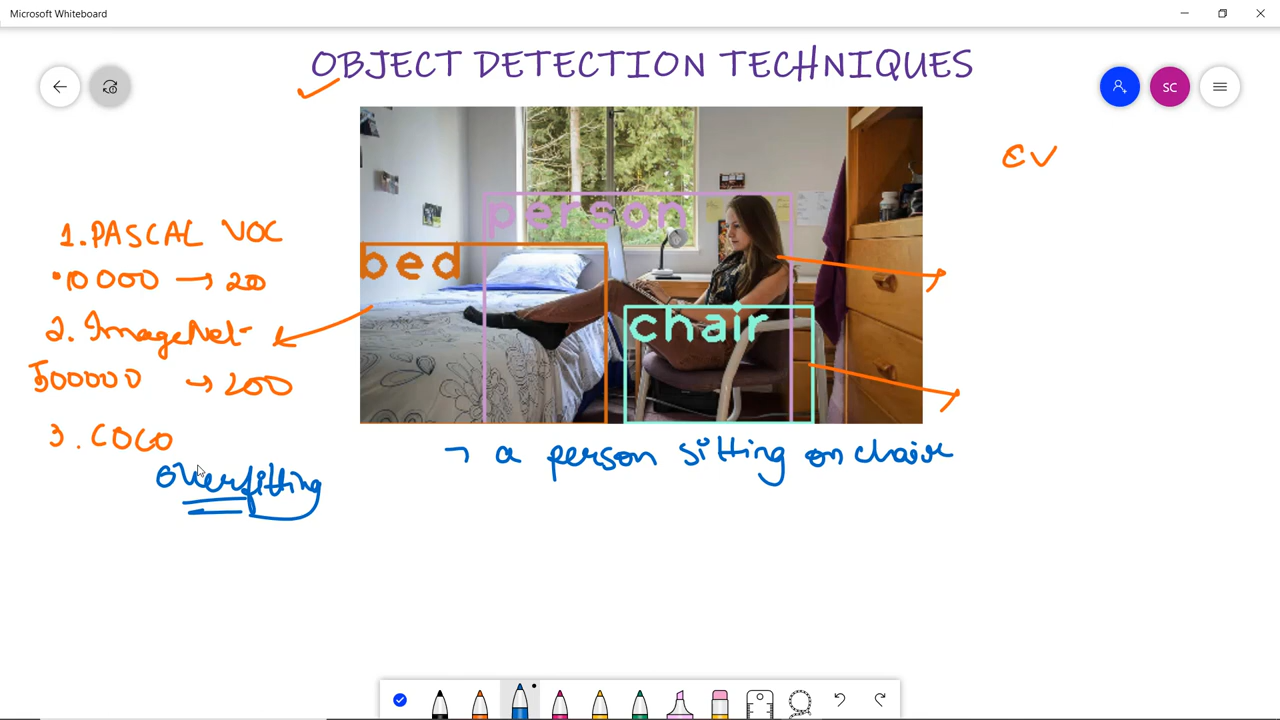 Microsoft Whiteboard
OBJECT DETECTION TECHNIQUES
SC
CV
person
bed
chair
1. PASCAL VOC
10000 → 20
2. ImageNet
500000 → 200
3. COCO
overfitting
→ a person sitting on chair